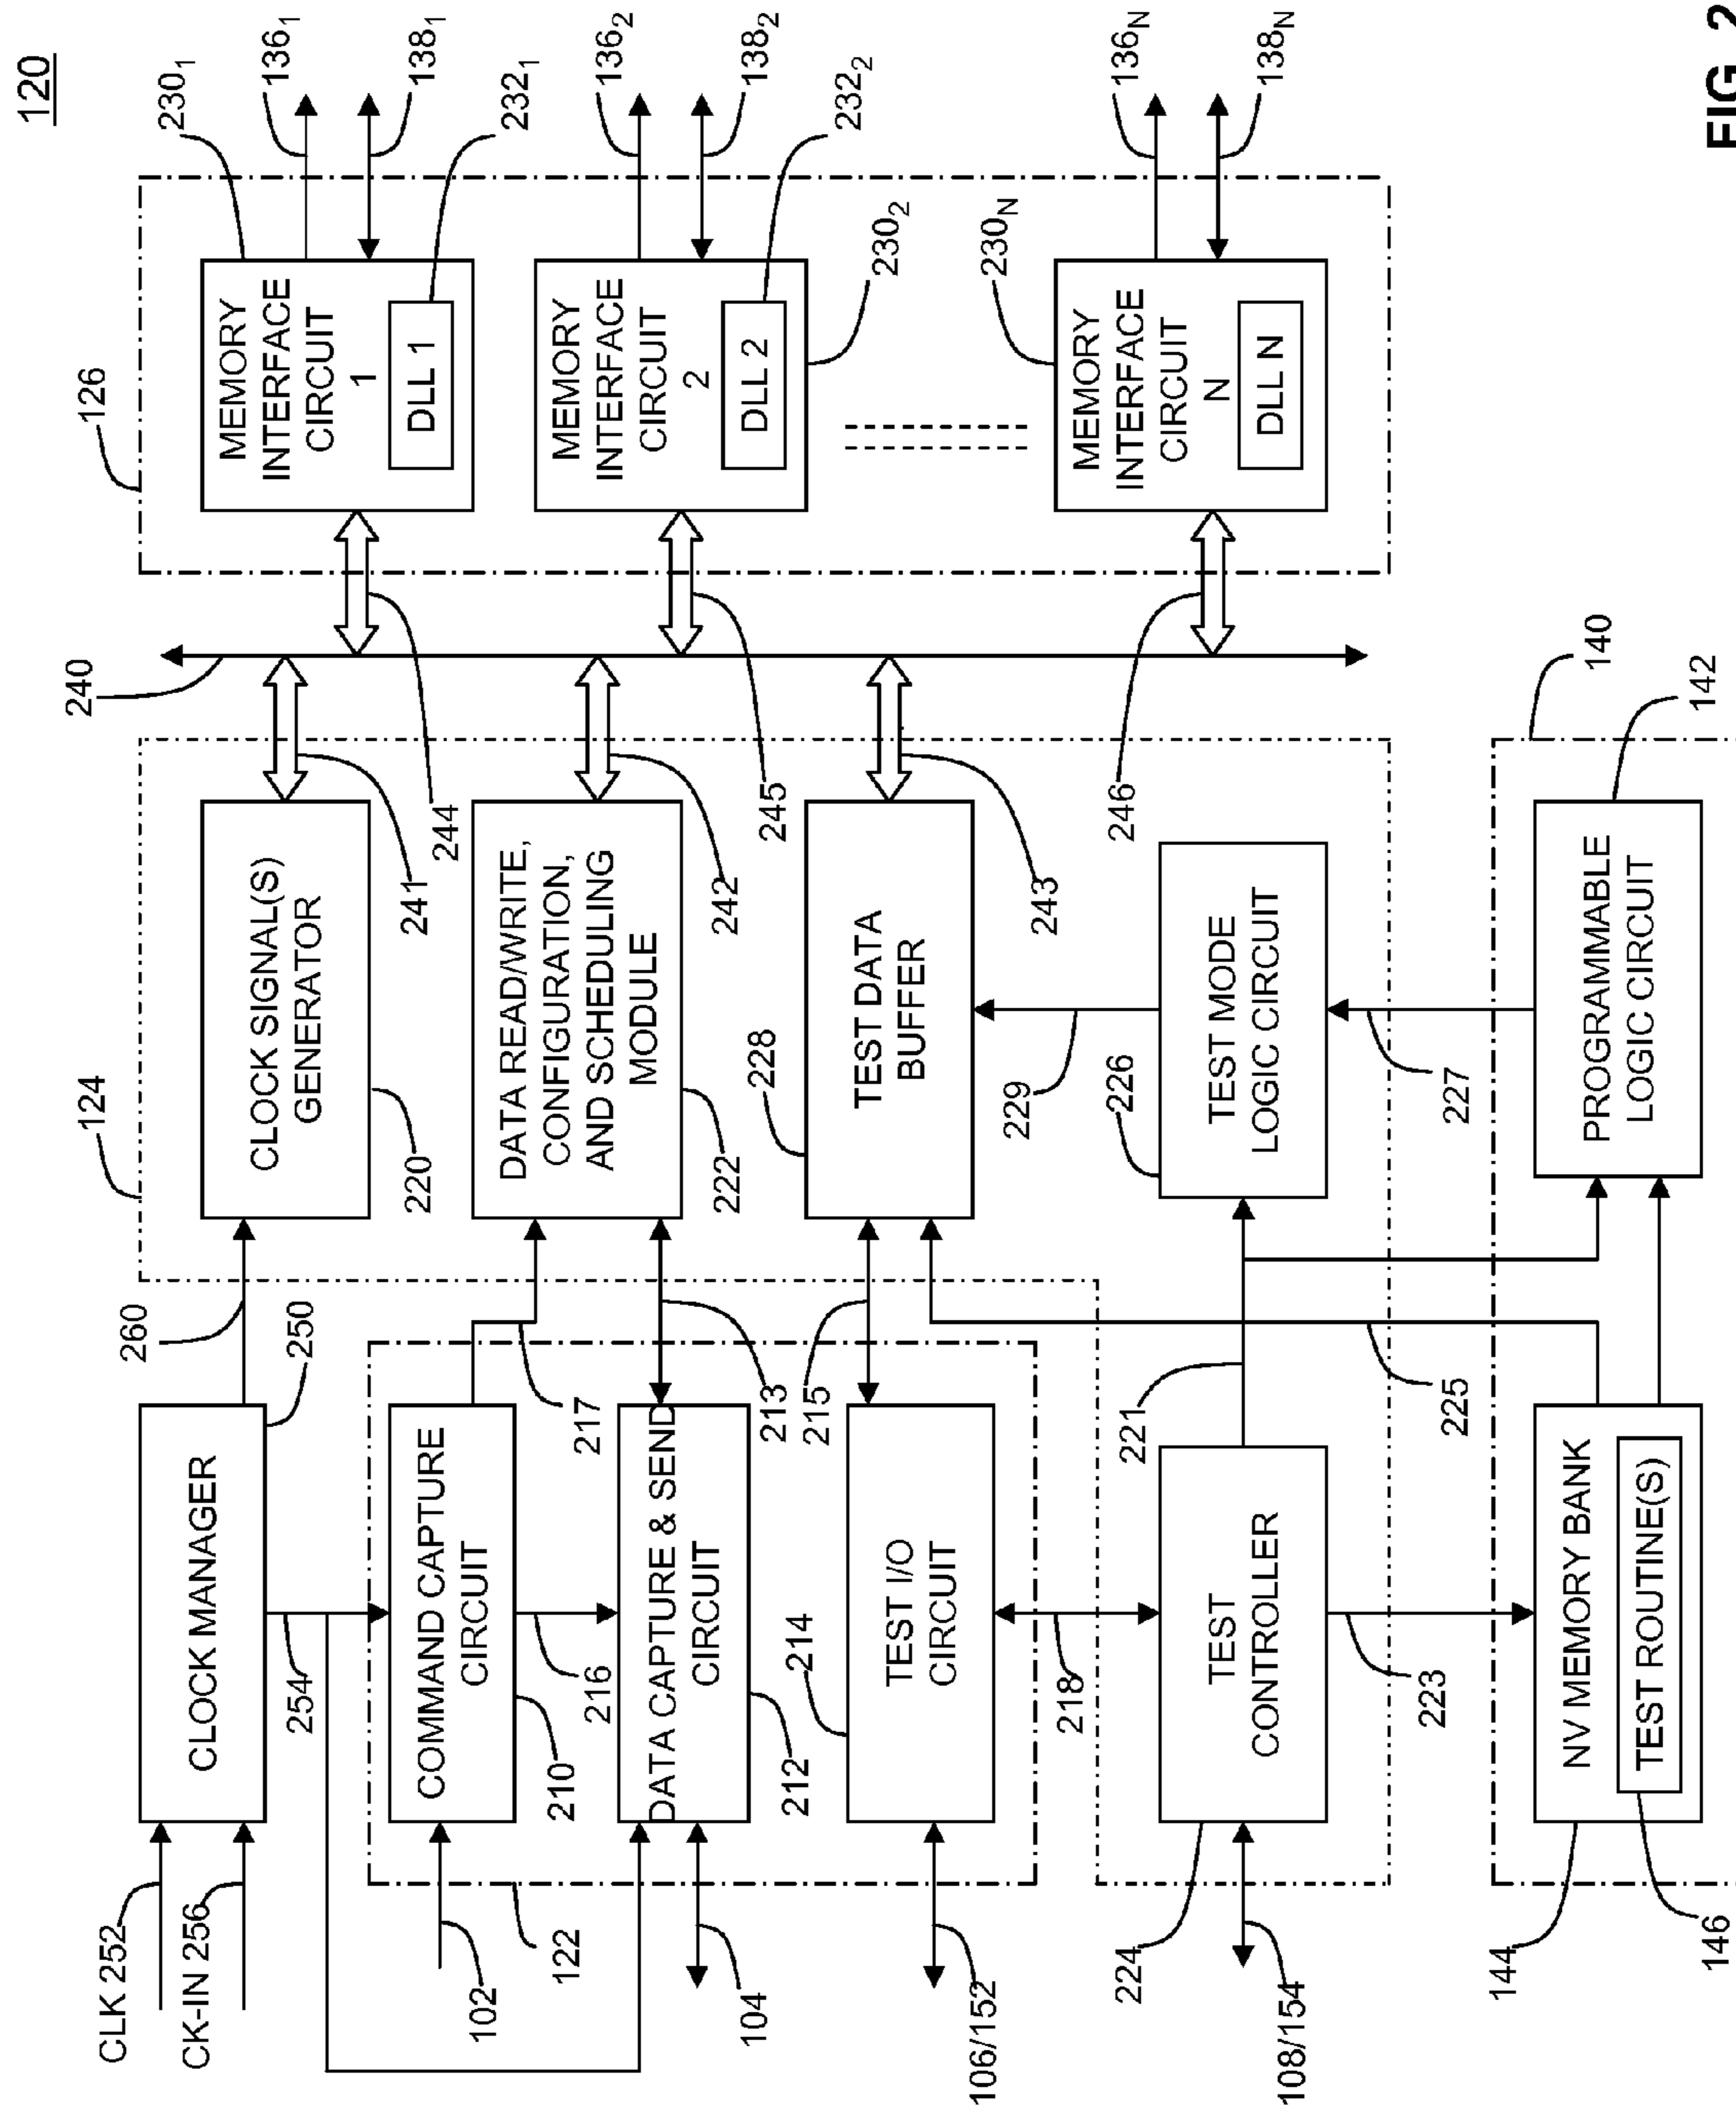 120
CLK 252
CK-IN 256
CLOCK MANAGER
250
260
254
124
CLOCK SIGNAL(S)
GENERATOR
220
241
240
244
126
MEMORY
INTERFACE
CIRCUIT
1
DLL 1
230₁
136₁
138₁
232₁
102
122
COMMAND CAPTURE
CIRCUIT
210
216
217
DATA READ/WRITE,
CONFIGURATION,
AND SCHEDULING
MODULE
222
242
245
MEMORY
INTERFACE
CIRCUIT
2
DLL 2
230₂
136₂
138₂
232₂
104
DATA CAPTURE & SEND
CIRCUIT
212
213
215
106/152
TEST I/O
CIRCUIT
214
218
TEST DATA
BUFFER
228
243
229
246
MEMORY
INTERFACE
CIRCUIT
N
DLL N
230N
136N
138N
108/154
TEST
CONTROLLER
224
221
223
225
TEST MODE
LOGIC CIRCUIT
226
227
140
NV MEMORY BANK
TEST ROUTINE(S)
144
146
PROGRAMMABLE
LOGIC CIRCUIT
142
FIG. 2